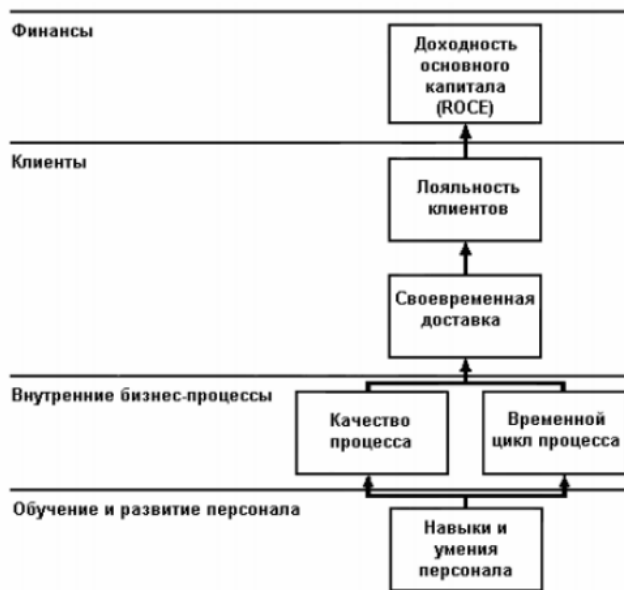 Финансы
Доходность
основного
капитала
(ROCE)
Клиенты
Лояльность
клиентов
Своевременная
доставка
Внутренние бизнес-процессы
Качество
процесса
Временной
цикл процесса
Обучение и развитие персонала
Навыки и
умения
персонала